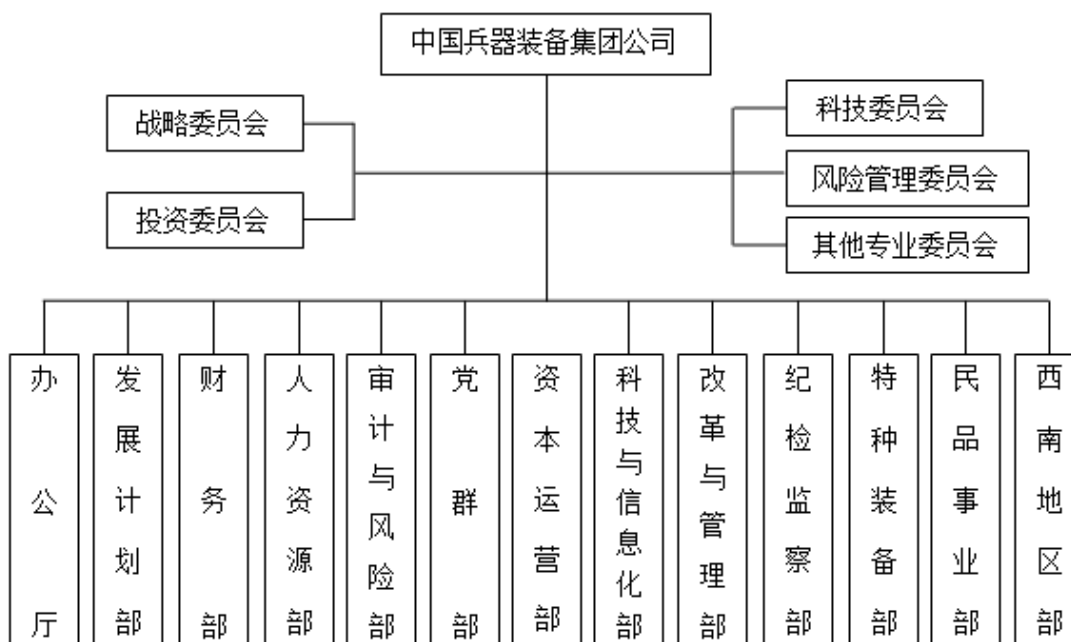 中国兵器装备集团公司
战略委员会
科技委员会
风险管理委员会
投资委员会
其他专业委员会
办公厅
发展计划部
财务部
人力资源部
审计与风险部
党群部
资本运营部
科技与信息化部
改革与管理部
纪检监察部
特种装备部
民品事业部
西南地区部